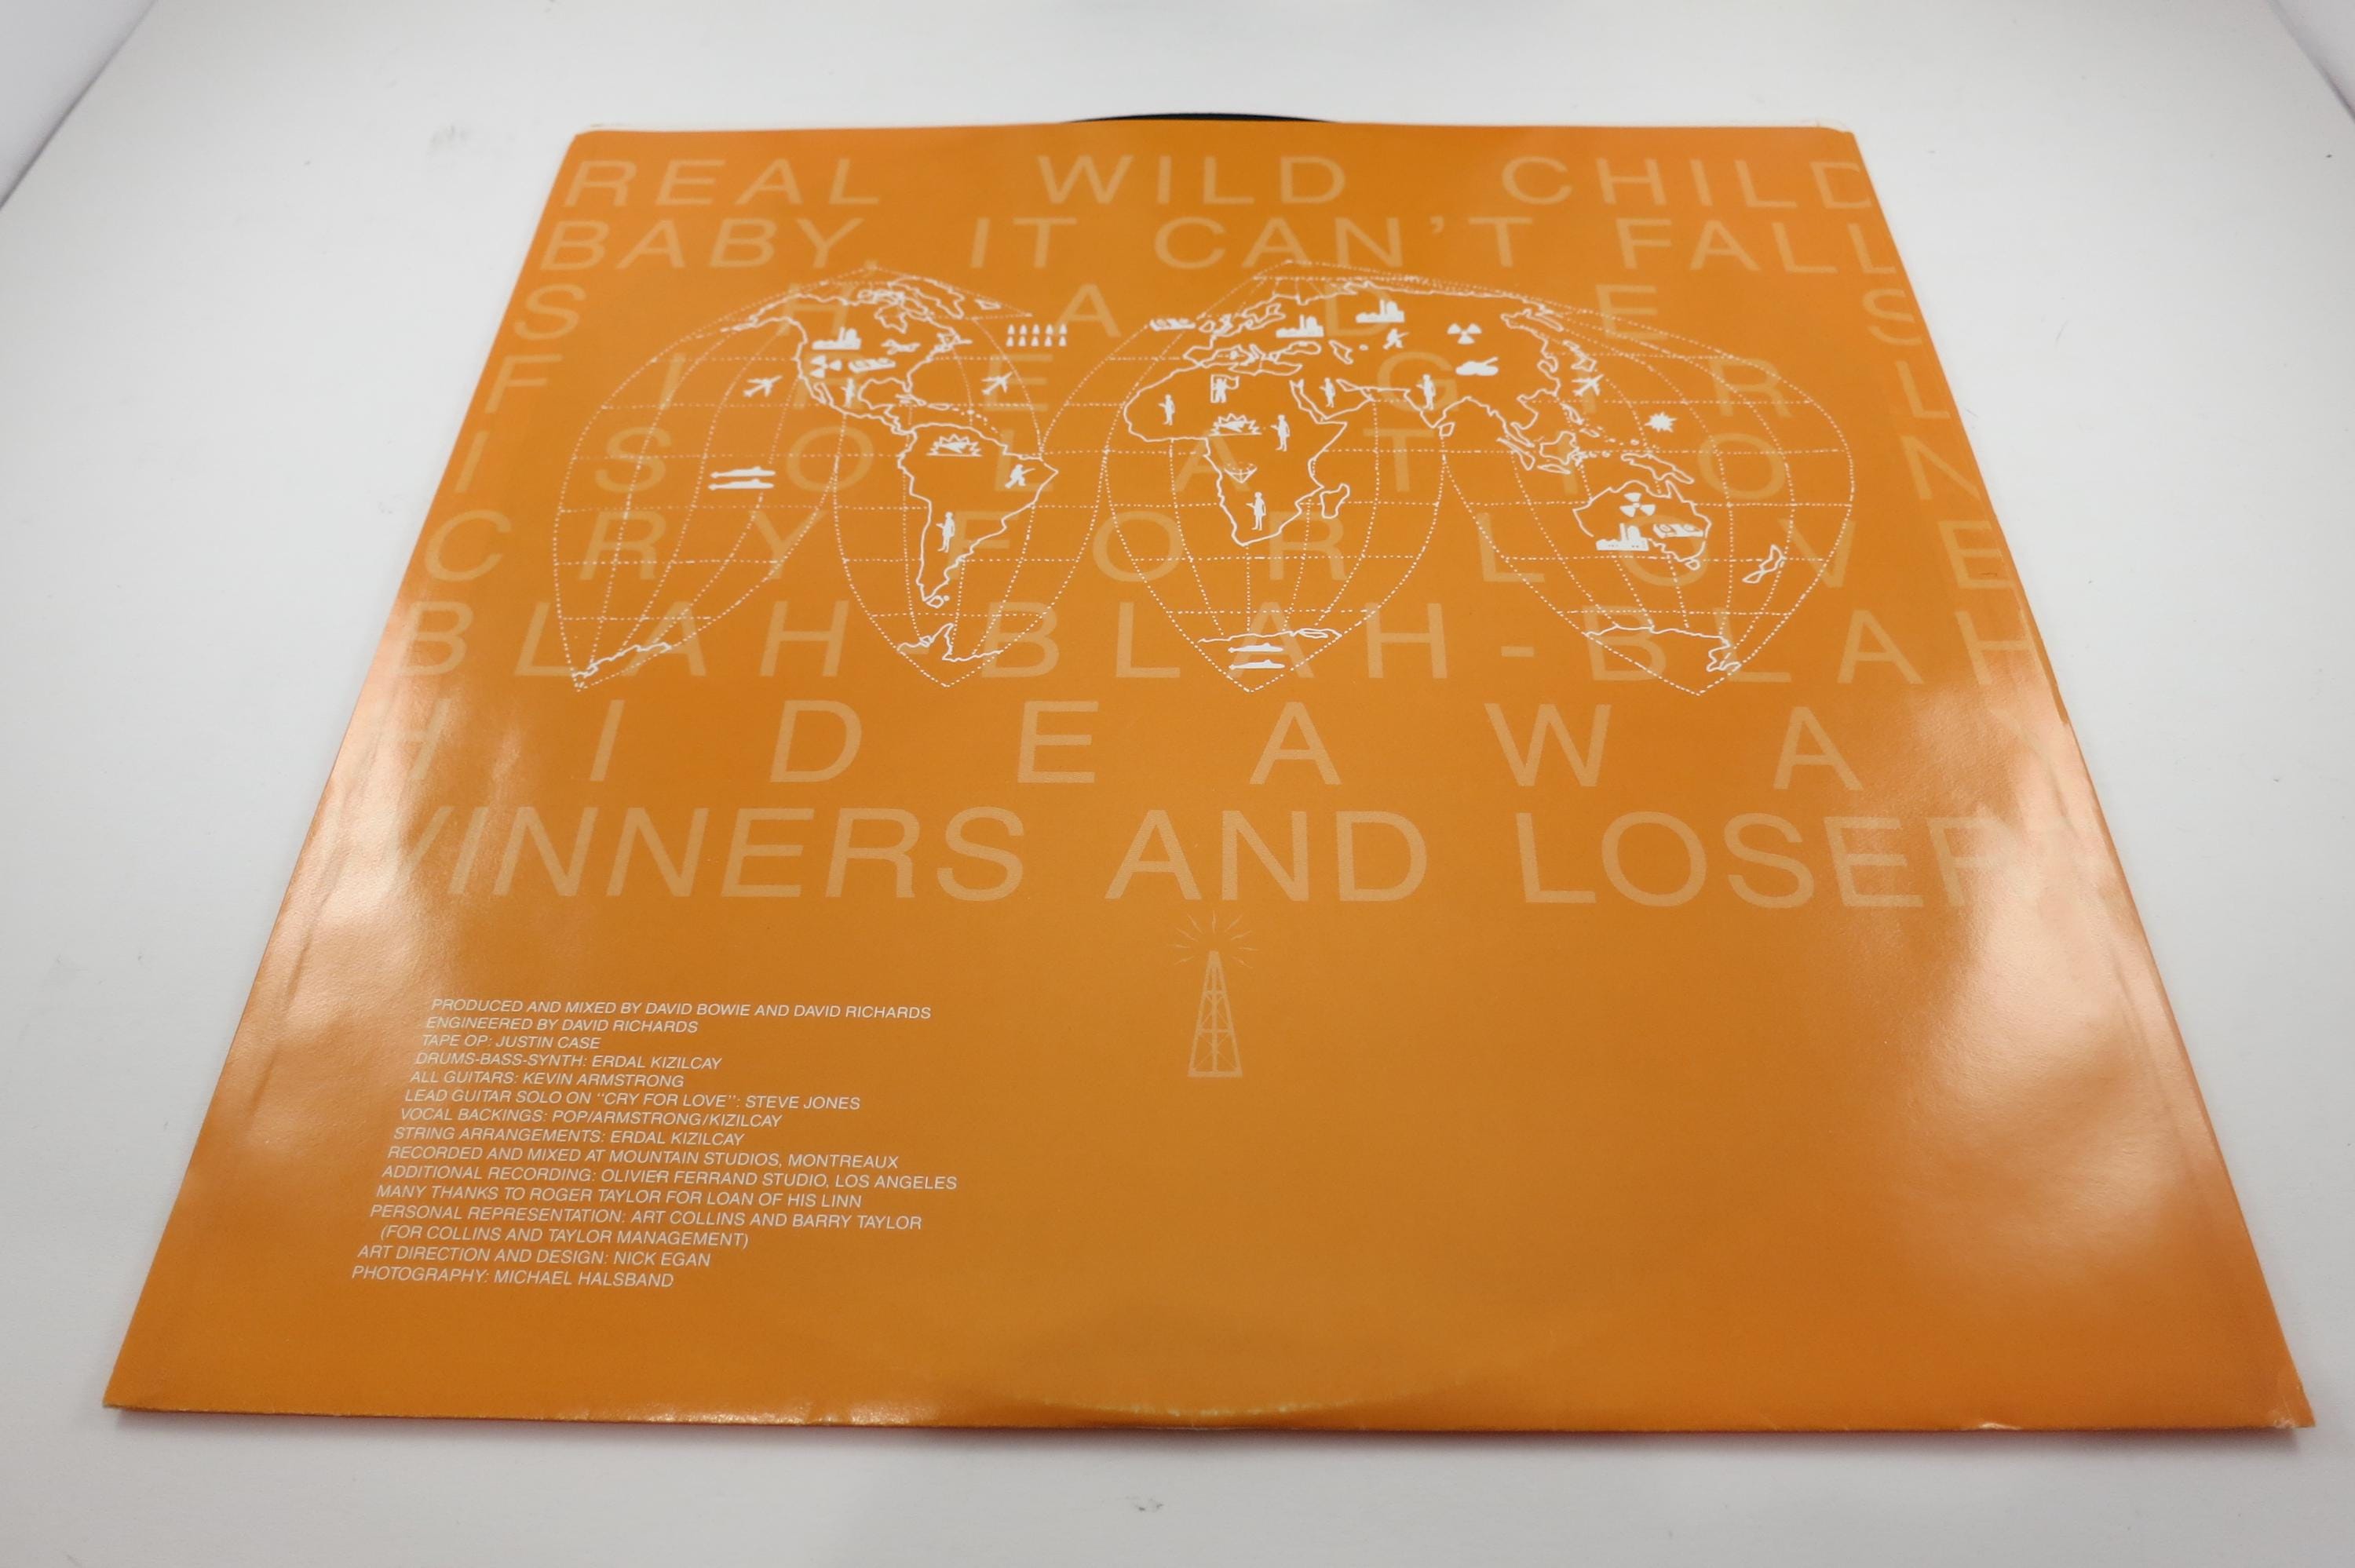 REAL WILD CHILD
BABY, IT CAN'T FALL
SHADES
FIRE GIRL
ISOLATION
CRY FOR LOVE
BLAH-BLAH-BLAH
HIDEAWAY
WINNERS AND LOSERS
PRODUCED AND MIXED BY DAVID BOWIE AND DAVID RICHARDS
ENGINEERED BY DAVID RICHARDS
TAPE OP: JUSTIN CASE
DRUMS-BASS-SYNTH: ERDAL KIZILCAY
ALL GUITARS: KEVIN ARMSTRONG
LEAD GUITAR SOLO ON "CRY FOR LOVE": STEVE JONES
VOCAL BACKINGS: POP/ARMSTRONG/KIZILCAY
STRING ARRANGEMENTS: ERDAL KIZILCAY
RECORDED AND MIXED AT MOUNTAIN STUDIOS, MONTREAUX
ADDITIONAL RECORDING: OLIVIER FERRAND STUDIO, LOS ANGELES
MANY THANKS TO ROGER TAYLOR FOR LOAN OF HIS LINN
PERSONAL REPRESENTATION: ART COLLINS AND BARRY TAYLOR
(FOR COLLINS AND TAYLOR MANAGEMENT)
ART DIRECTION AND DESIGN: NICK EGAN
PHOTOGRAPHY: MICHAEL HALSBAND